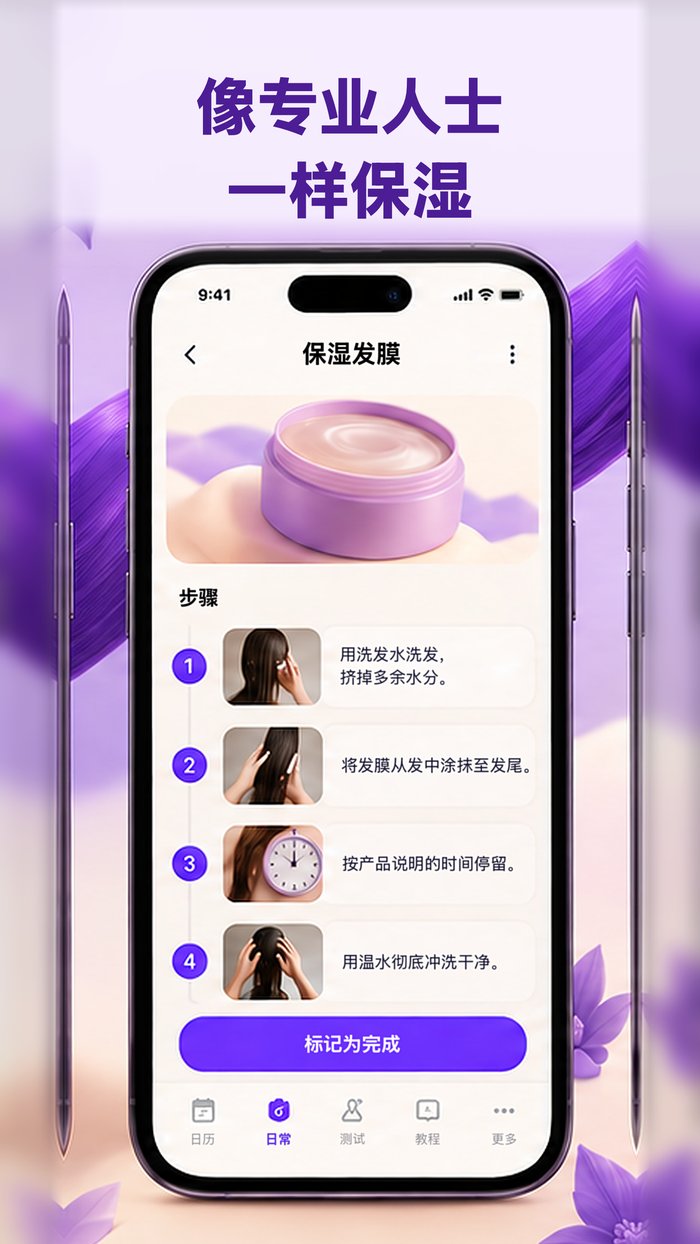 像专业人士
一样保湿
9:41
保湿发膜
步骤
1
用洗发水洗发，
挤掉多余水分。
2
将发膜从发中涂抹至发尾。
3
按产品说明的时间停留。
4
用温水彻底冲洗干净。
标记为完成
日历
日常
测试
教程
更多